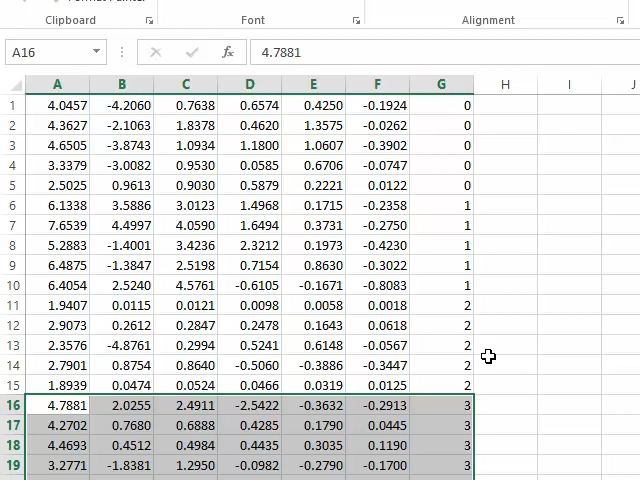 Clipboard Font Alignment
A16 fx 4.7881
A B C D E F G H I J
1 4.0457 -4.2060 0.7638 0.6574 0.4250 -0.1924 0
2 4.3627 -2.1063 1.8378 0.4620 1.3575 -0.0262 0
3 4.6505 -3.8743 1.0934 1.1800 1.0607 -0.3902 0
4 3.3379 -3.0082 0.9530 0.0585 0.6706 -0.0747 0
5 2.5025 0.9613 0.9030 0.5879 0.2221 0.0122 0
6 6.1338 3.5886 3.0123 1.4968 0.1715 -0.2358 1
7 7.6539 4.4997 4.0590 1.6494 0.3731 -0.2750 1
8 5.2883 -1.4001 3.4236 2.3212 0.1973 -0.4230 1
9 6.4875 -1.3847 2.5198 0.7154 0.8630 -0.3022 1
10 6.4054 2.5240 4.5761 -0.6105 -0.1671 -0.8083 1
11 1.9407 0.0115 0.0121 0.0098 0.0058 0.0018 2
12 2.9073 0.2612 0.2847 0.2478 0.1643 0.0618 2
13 2.3576 -4.8761 0.2994 0.5241 0.6148 -0.0567 2
14 2.7901 0.8754 0.8640 -0.5060 -0.3886 -0.3447 2
15 1.8939 0.0474 0.0524 0.0466 0.0319 0.0125 2
16 4.7881 2.0255 2.4911 -2.5422 -0.3632 -0.2913 3
17 4.2702 0.7680 0.6888 0.4285 0.1790 0.0445 3
18 4.4693 0.4512 0.4984 0.4435 0.3035 0.1190 3
19 3.2771 -1.8381 1.2950 -0.0982 -0.2790 -0.1700 3